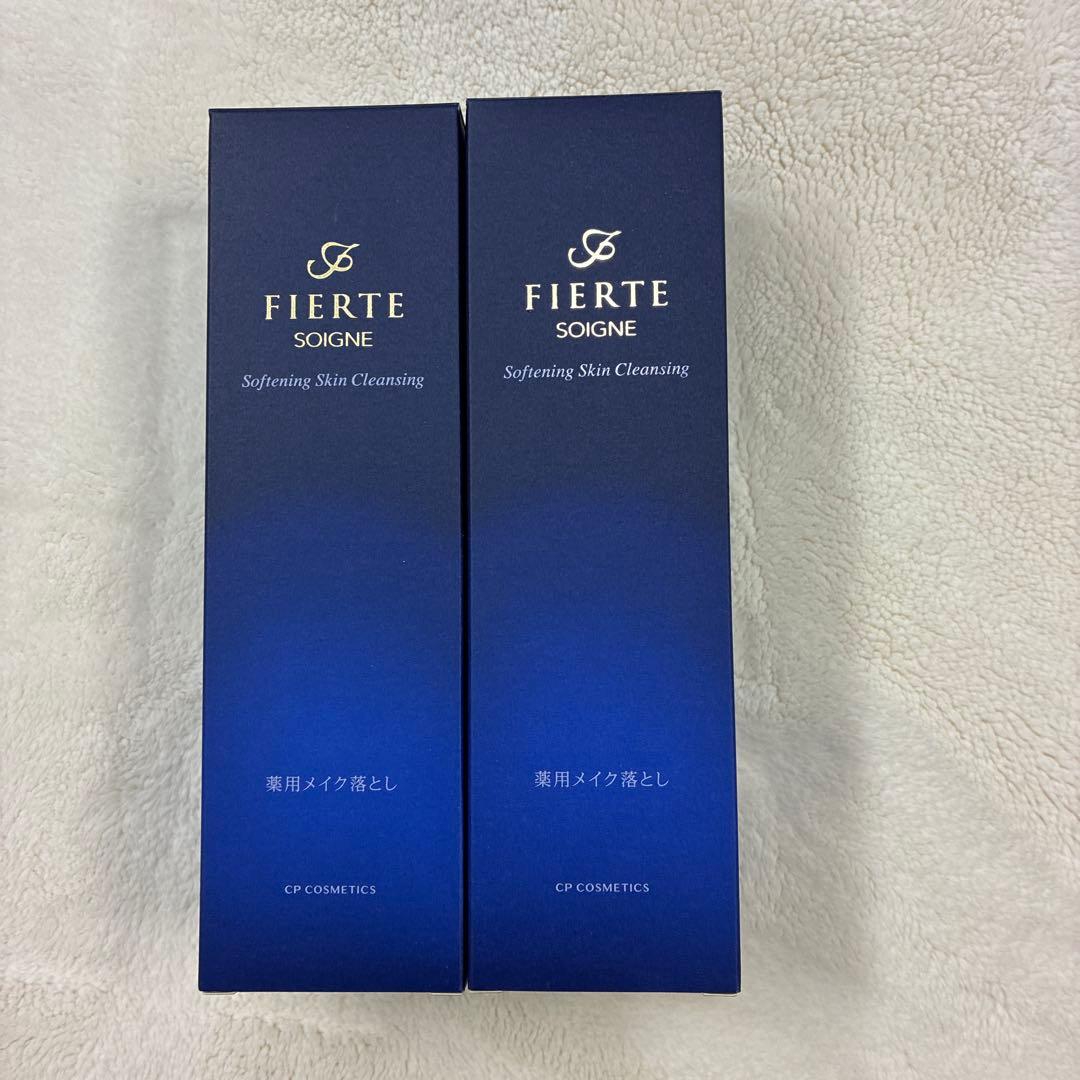 FIERTE
SOIGNE
Softening Skin Cleansing
薬用メイク落とし
CP COSMETICS
FIERTE
SOIGNE
Softening Skin Cleansing
薬用メイク落とし
CP COSMETICS